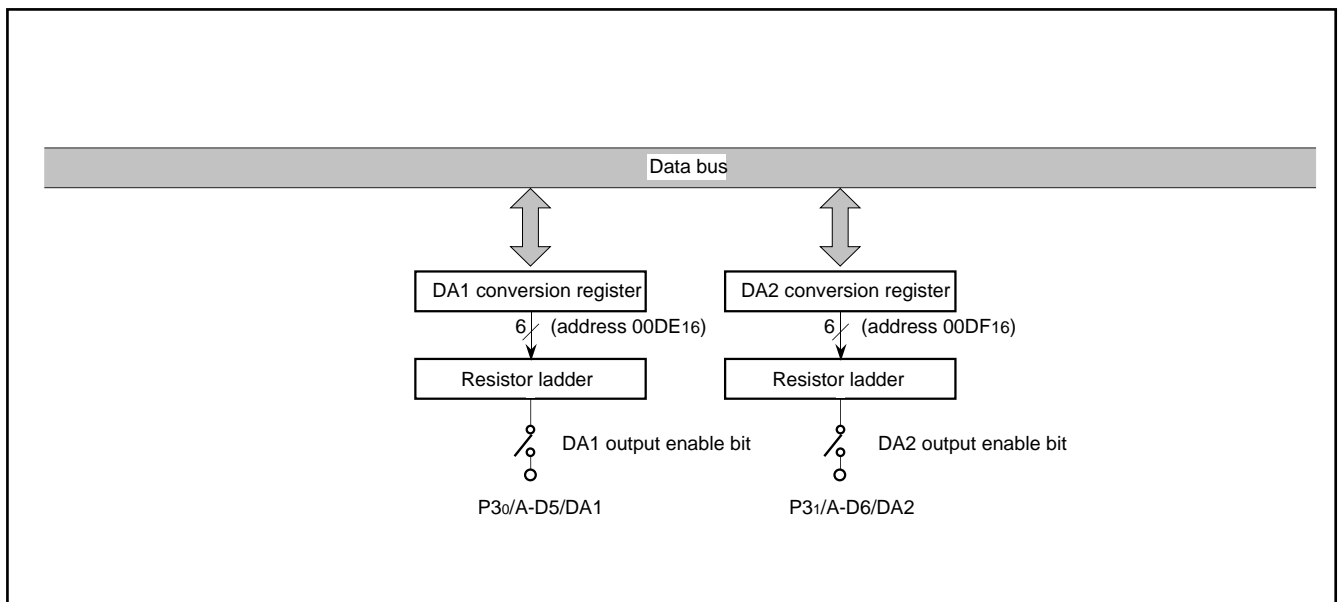 Data bus
DA1 conversion register
DA2 conversion register
6 (address 00DE16)
6 (address 00DF16)
Resistor ladder
Resistor ladder
DA1 output enable bit
DA2 output enable bit
P30/A-D5/DA1
P31/A-D6/DA2